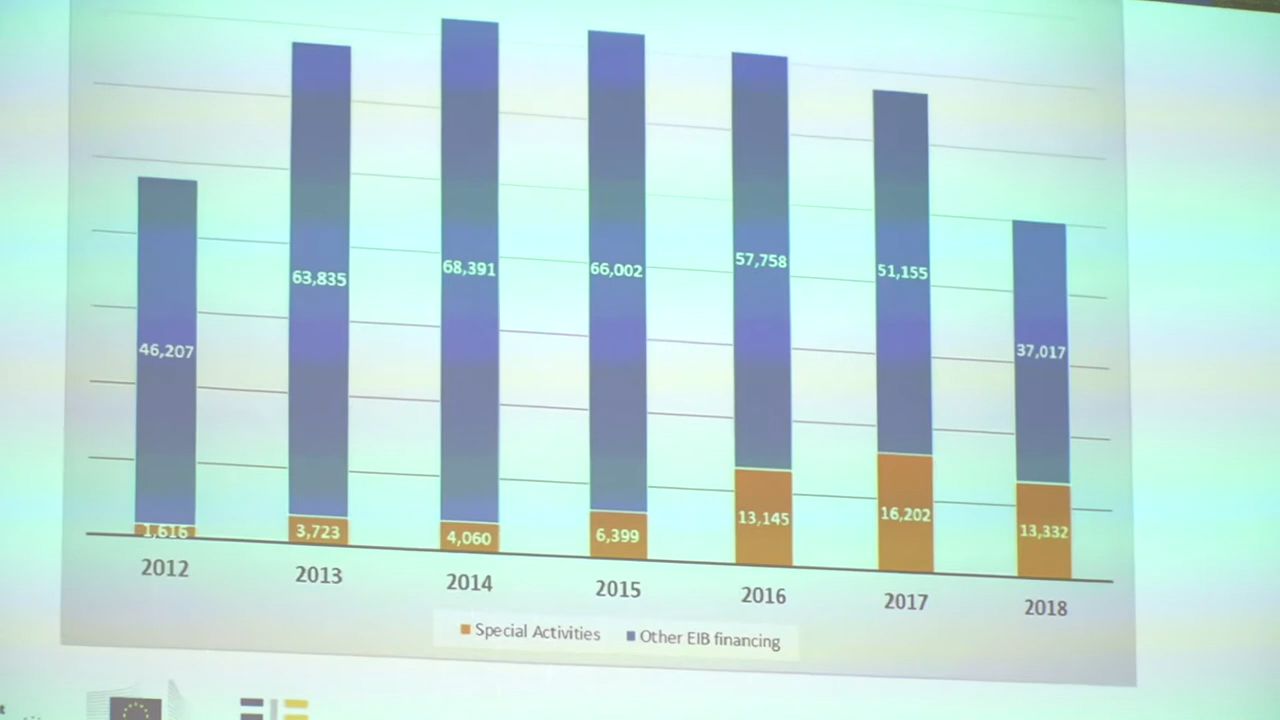 46,207 63,835 68,391 66,002 57,758 51,155 37,017
1,616 3,723 4,060 6,399 13,145 16,202 13,332
2012 2013 2014 2015 2016 2017 2018
Special Activities Other EIB financing